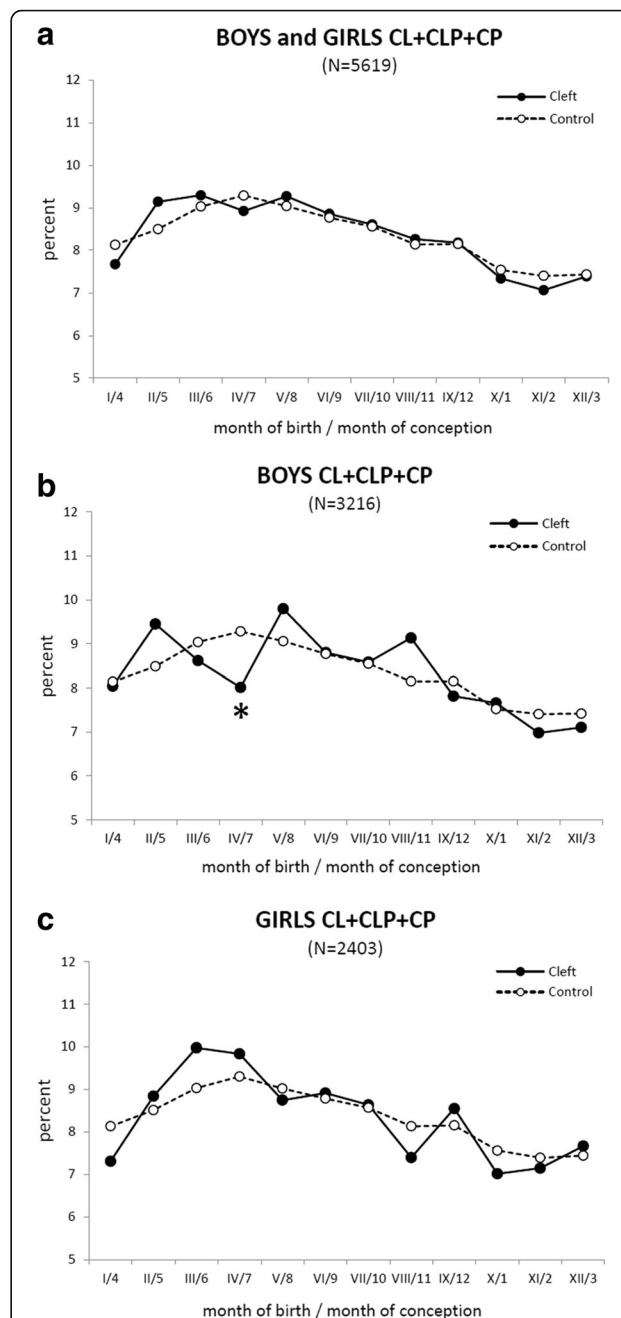 a
BOYS and GIRLS CL+CLP+CP
(N=5619)
Cleft
Control
percent
12
11
10
9
8
7
6
5
I/4 II/5 III/6 IV/7 V/8 VI/9 VII/10 VIII/11 IX/12 X/1 XI/2 XII/3
month of birth / month of conception
b
BOYS CL+CLP+CP
(N=3216)
Cleft
Control
percent
12
11
10
9
8
7
6
5
*
I/4 II/5 III/6 IV/7 V/8 VI/9 VII/10 VIII/11 IX/12 X/1 XI/2 XII/3
month of birth / month of conception
c
GIRLS CL+CLP+CP
(N=2403)
Cleft
Control
percent
12
11
10
9
8
7
6
5
I/4 II/5 III/6 IV/7 V/8 VI/9 VII/10 VIII/11 IX/12 X/1 XI/2 XII/3
month of birth / month of conception